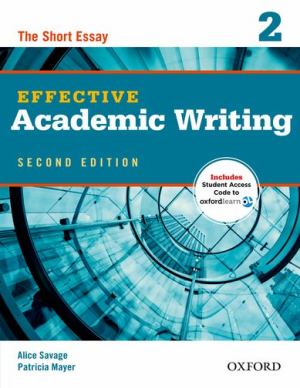 The Short Essay
2
EFFECTIVE
Academic Writing
SECOND EDITION
Includes
Student Access
Code to
oxfordlearn
Alice Savage
Patricia Mayer
OXFORD